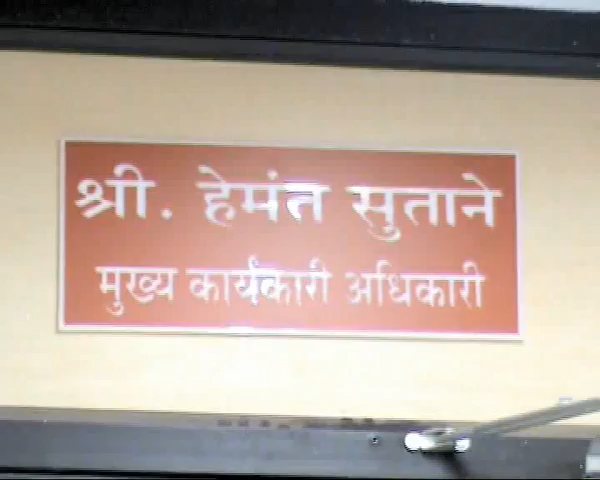 श्री. हेमंत सुताने
मुख्य कार्यकारी अधिकारी